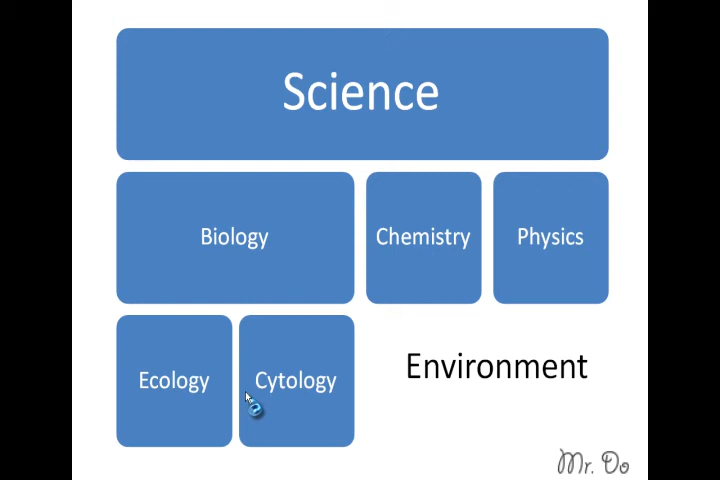 Science
Biology
Chemistry
Physics
Ecology
Cytology
Environment
Mr. Do